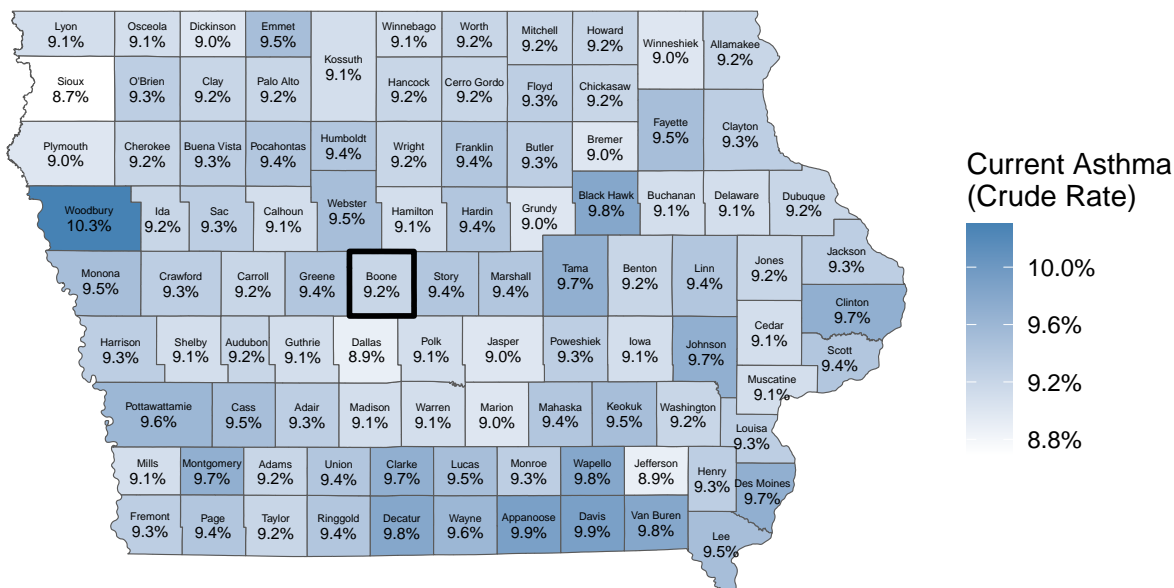 Lyon
9.1%
Osceola
9.1%
Dickinson
9.0%
Emmet
9.5%
Kossuth
9.1%
Winnebago
9.1%
Worth
9.2%
Mitchell
9.2%
Howard
9.2%
Winneshiek
9.0%
Allamakee
9.2%
Sioux
8.7%
O'Brien
9.3%
Clay
9.2%
Palo Alto
9.2%
Hancock
9.2%
Cerro Gordo
9.2%
Floyd
9.3%
Chickasaw
9.2%
Fayette
9.5%
Clayton
9.3%
Plymouth
9.0%
Cherokee
9.2%
Buena Vista
9.3%
Pocahontas
9.4%
Humboldt
9.4%
Wright
9.2%
Franklin
9.4%
Butler
9.3%
Bremer
9.0%
Woodbury
10.3%
Ida
9.2%
Sac
9.3%
Calhoun
9.1%
Webster
9.5%
Hamilton
9.1%
Hardin
9.4%
Grundy
9.0%
Black Hawk
9.8%
Buchanan
9.1%
Delaware
9.1%
Dubuque
9.2%
Monona
9.5%
Crawford
9.3%
Carroll
9.2%
Greene
9.4%
Boone
9.2%
Story
9.4%
Marshall
9.4%
Tama
9.7%
Benton
9.2%
Linn
9.4%
Jones
9.2%
Jackson
9.3%
Clinton
9.7%
Harrison
9.3%
Shelby
9.1%
Audubon
9.2%
Guthrie
9.1%
Dallas
8.9%
Polk
9.1%
Jasper
9.0%
Poweshiek
9.3%
Iowa
9.1%
Johnson
9.7%
Cedar
9.1%
Scott
9.4%
Muscatine
9.1%
Pottawattamie
9.6%
Cass
9.5%
Adair
9.3%
Madison
9.1%
Warren
9.1%
Marion
9.0%
Mahaska
9.4%
Keokuk
9.5%
Washington
9.2%
Louisa
9.3%
Mills
9.1%
Montgomery
9.7%
Adams
9.2%
Union
9.4%
Clarke
9.7%
Lucas
9.5%
Monroe
9.3%
Wapello
9.8%
Jefferson
8.9%
Henry
9.3%
Des Moines
9.7%
Fremont
9.3%
Page
9.4%
Taylor
9.2%
Ringgold
9.4%
Decatur
9.8%
Wayne
9.6%
Appanoose
9.9%
Davis
9.9%
Van Buren
9.8%
Lee
9.5%
Current Asthma
(Crude Rate)
10.0%
9.6%
9.2%
8.8%